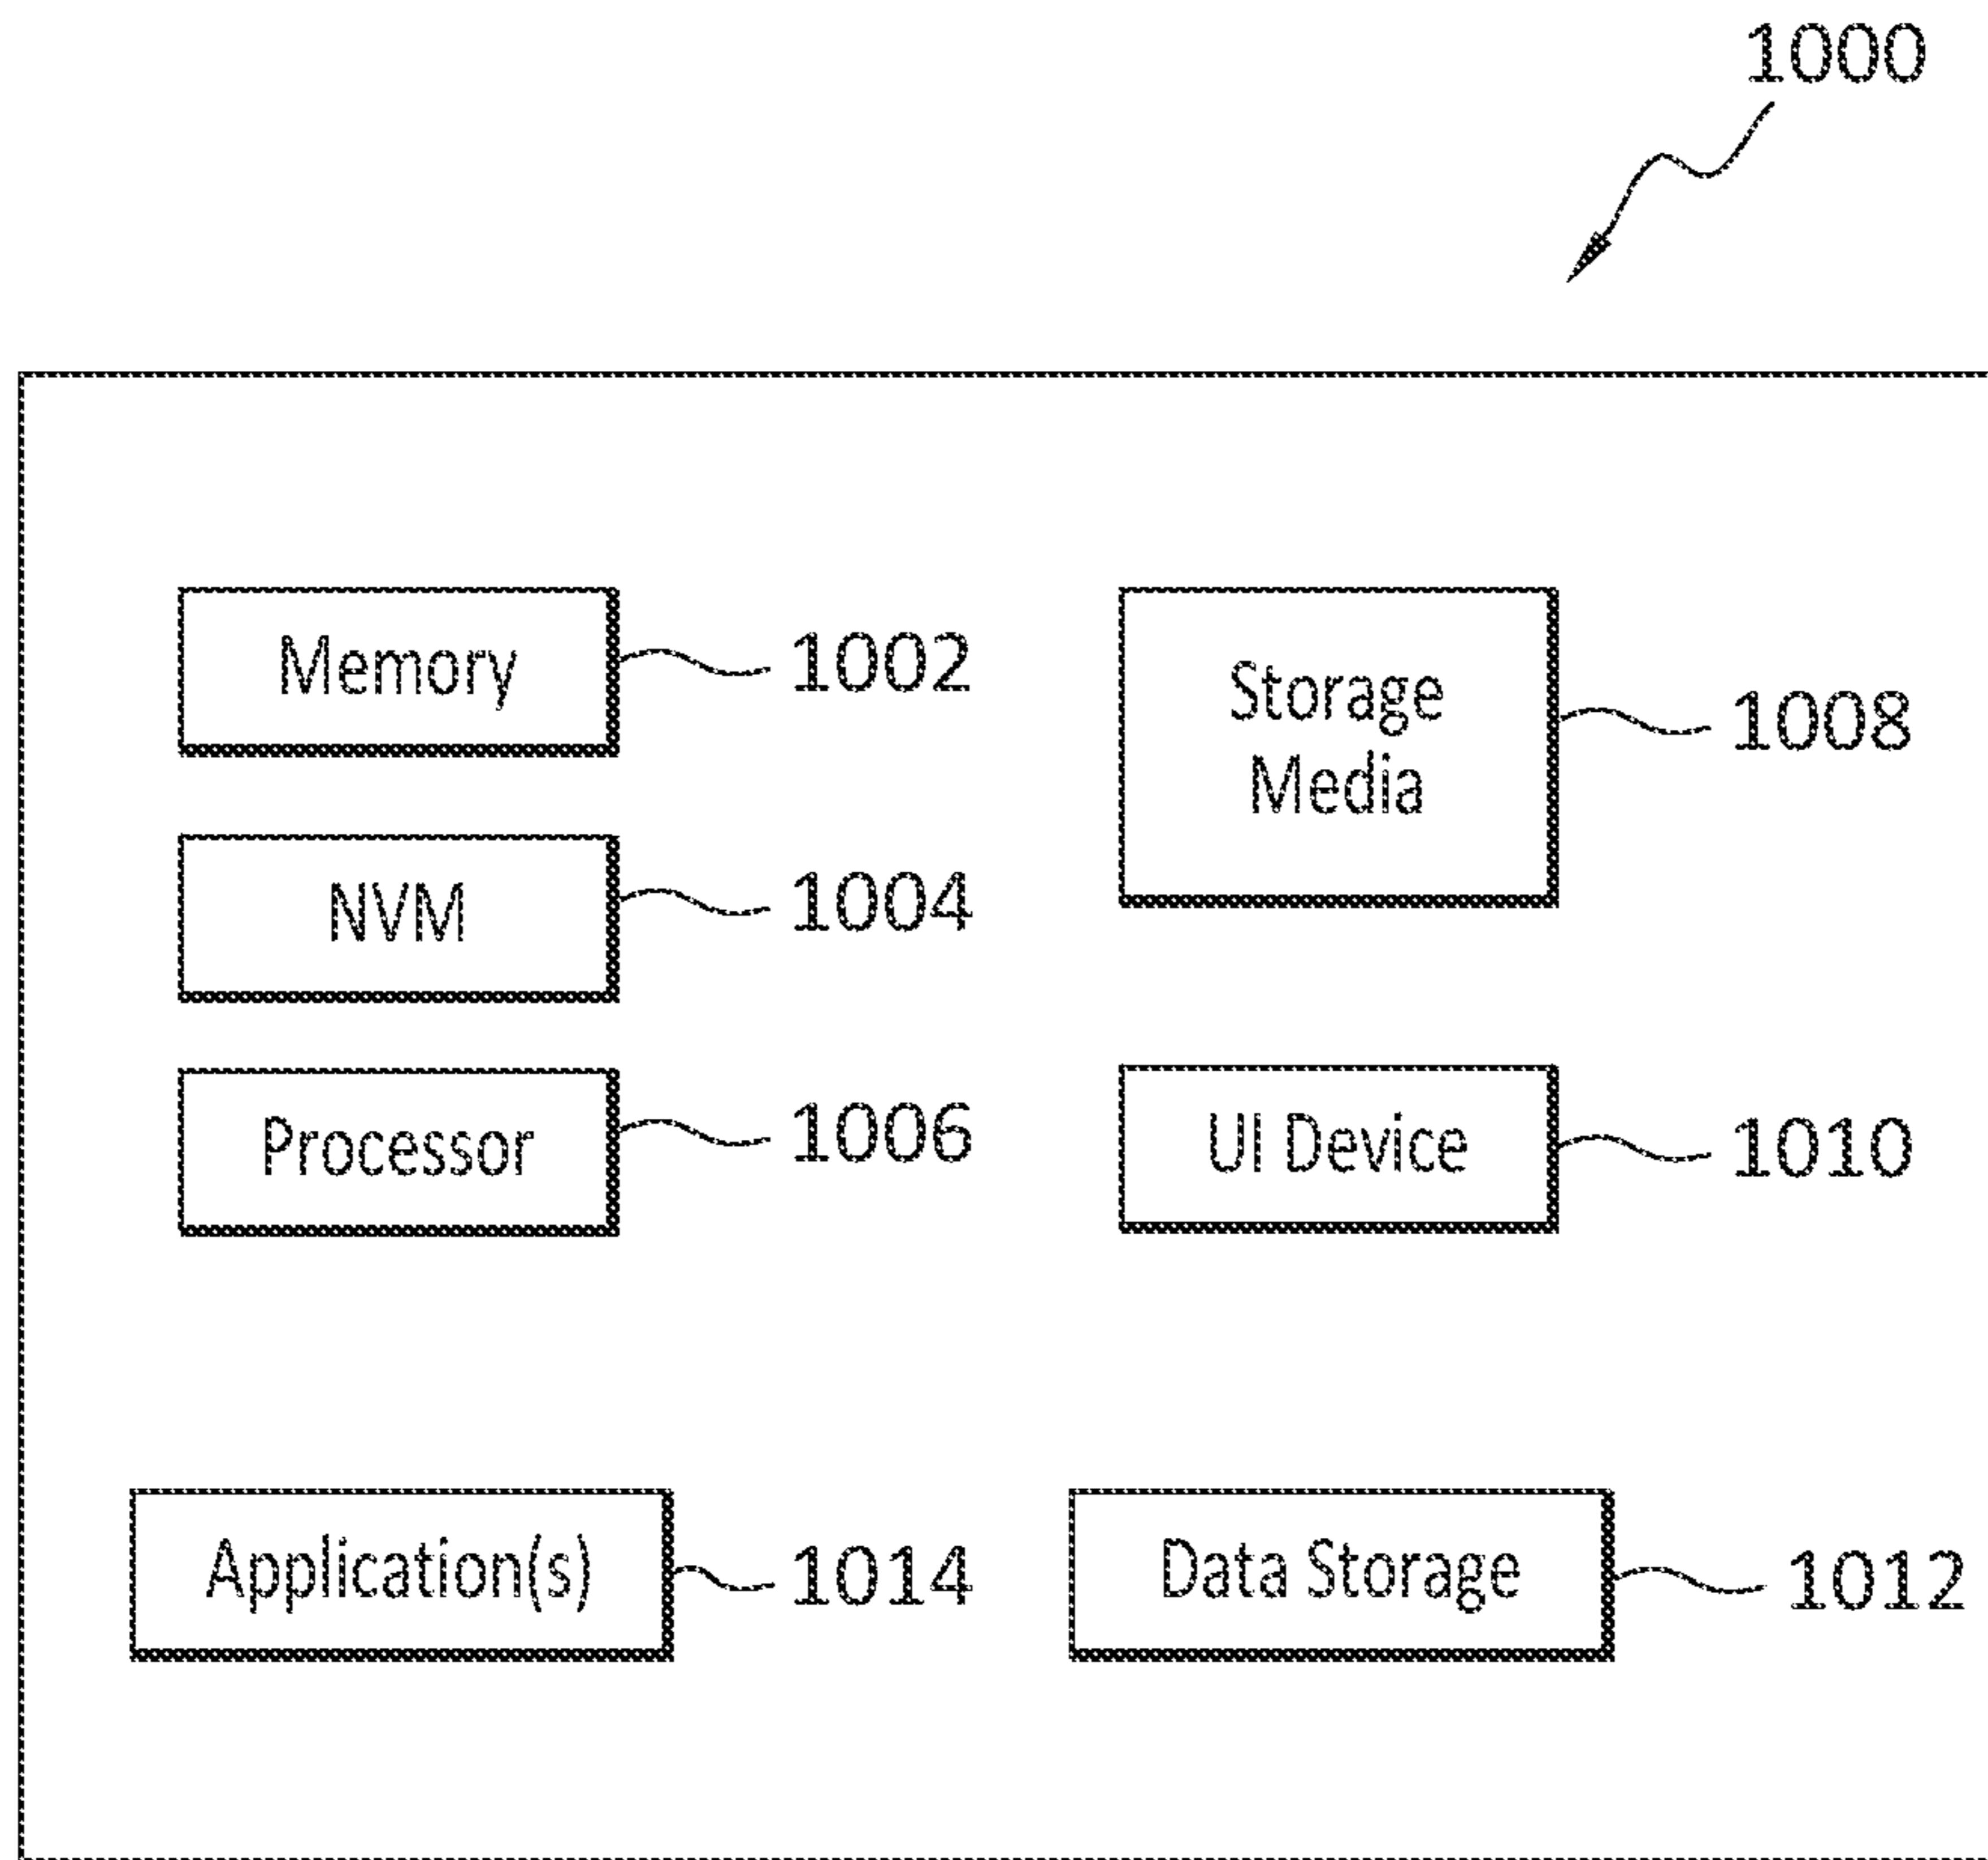 1000
Memory
1002
NVM
1004
Processor
1006
Storage
Media
1008
UI Device
1010
Application(s)
1014
Data Storage
1012